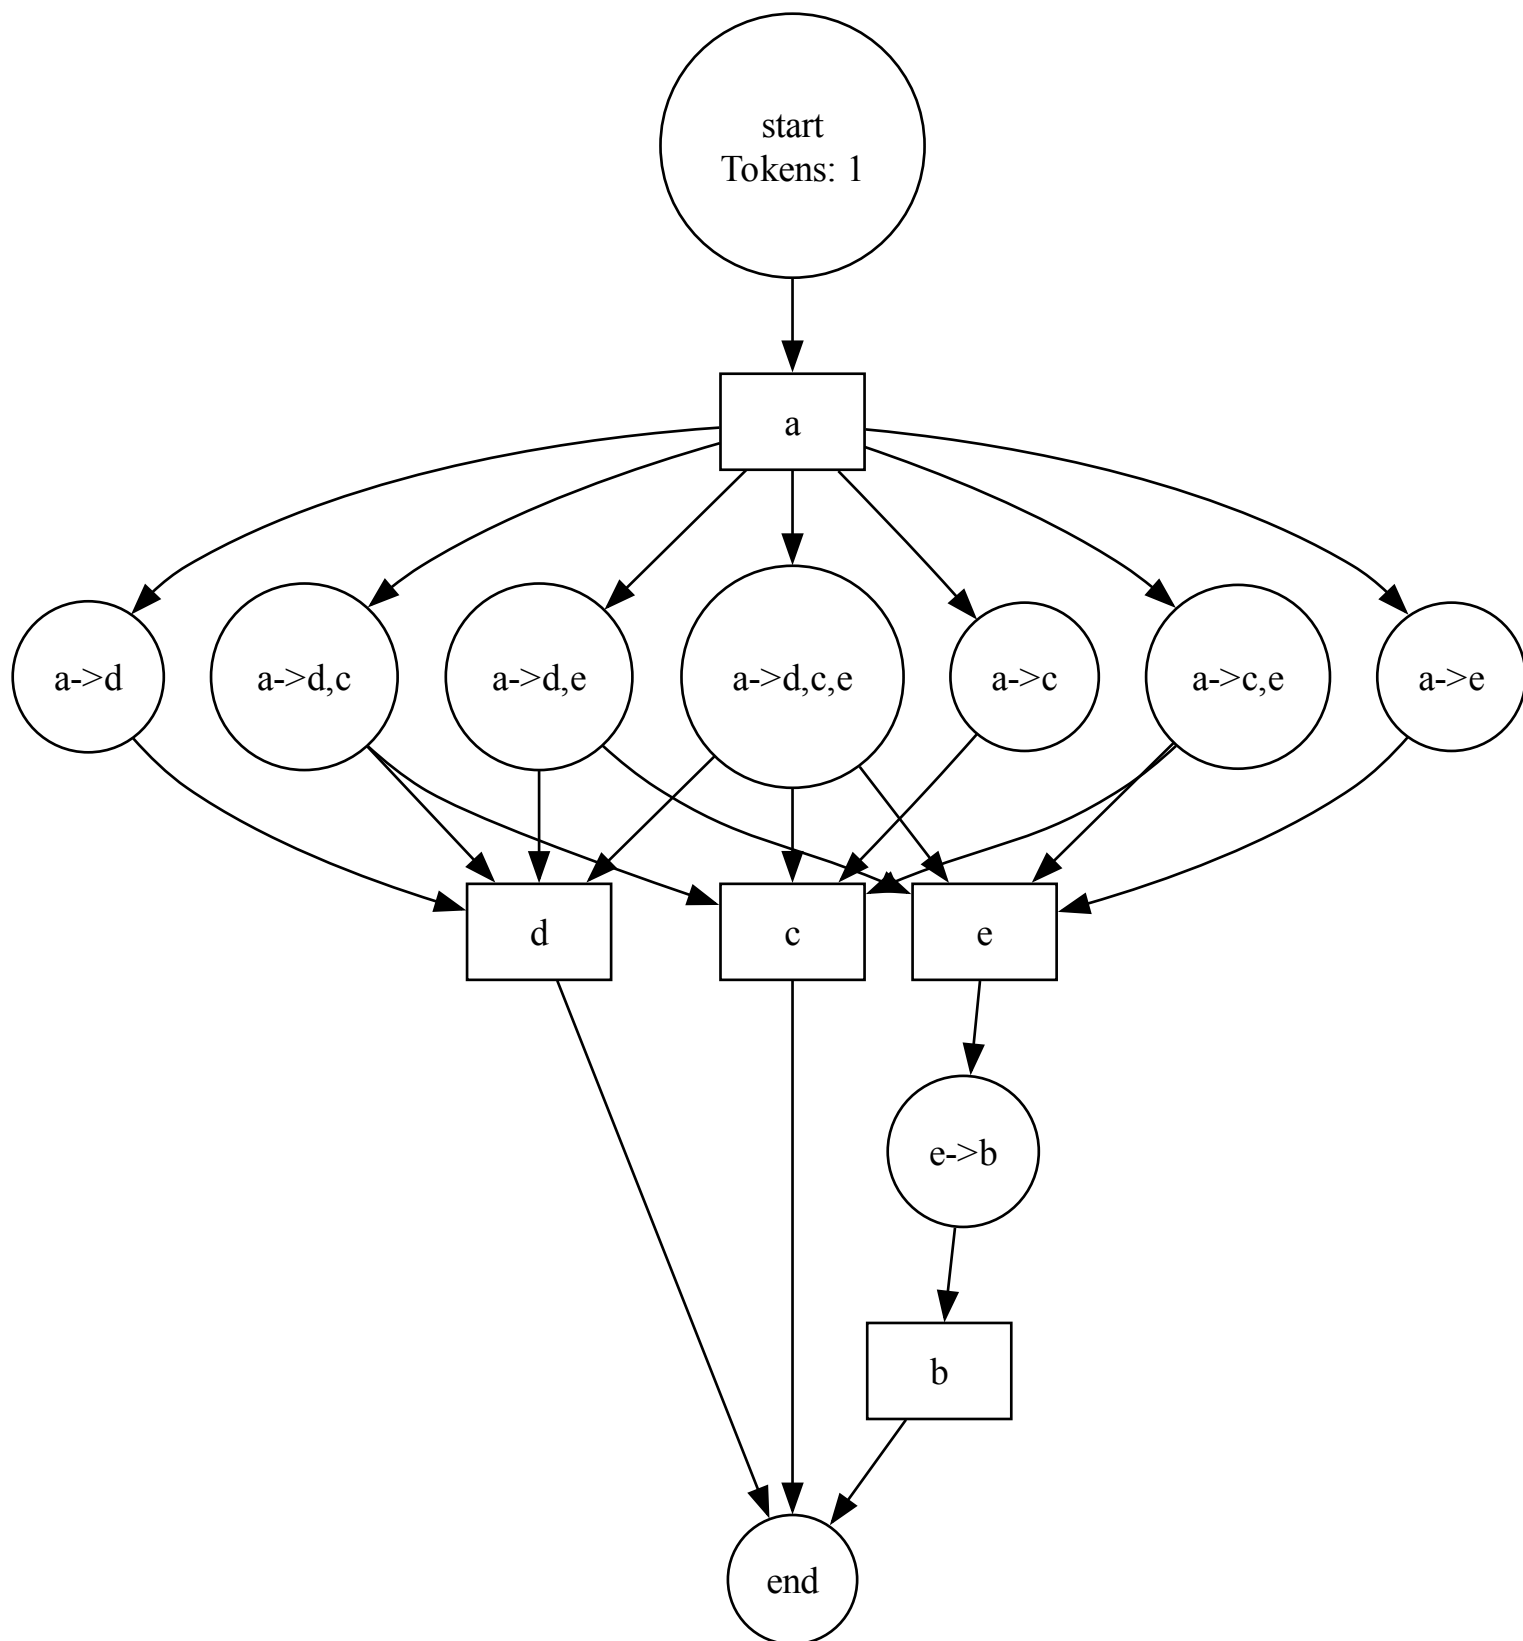 start
Tokens: 1
a
a->d
a->d,c
a->d,e
a->d,c,e
a->c
a->c,e
a->e
d
c
e
e->b
b
end